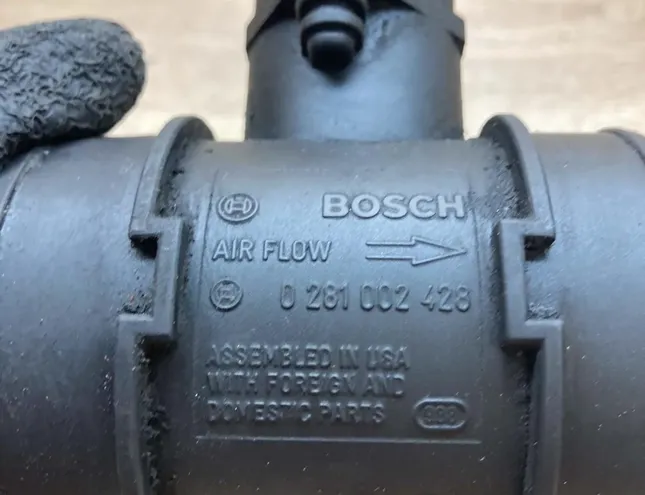 BOSCH
AIR FLOW
0 281 002 428
ASSEMBLED IN USA
WITH FOREIGN AND
DOMESTIC PARTS